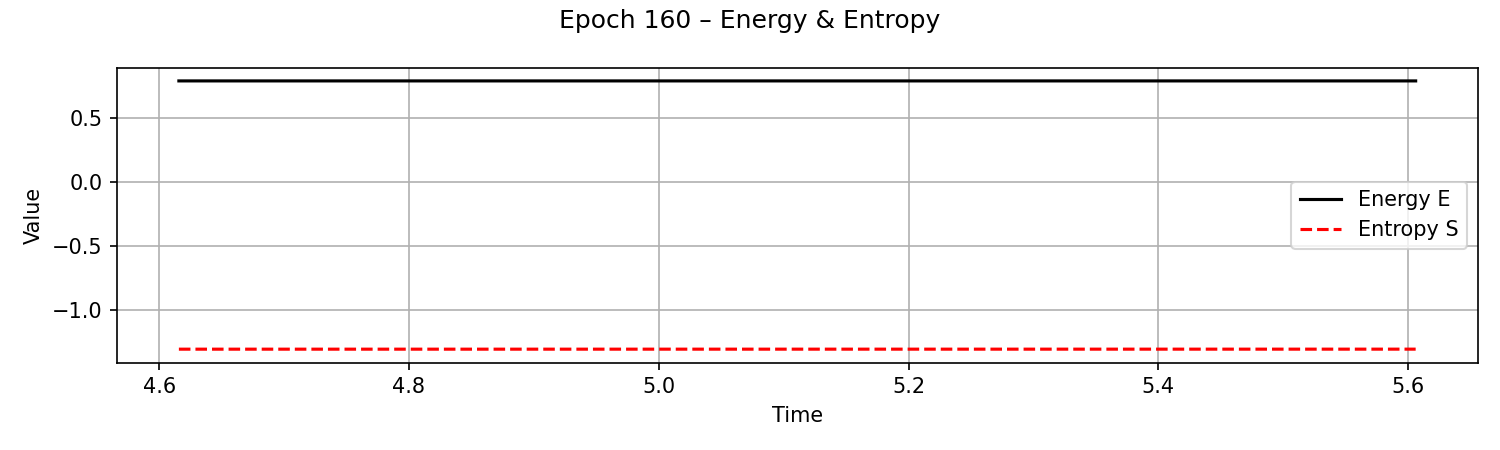 Epoch 160 – Energy & Entropy
Value
0.5
0.0
−0.5
−1.0
Energy E
Entropy S
4.6 4.8 5.0 5.2 5.4 5.6
Time